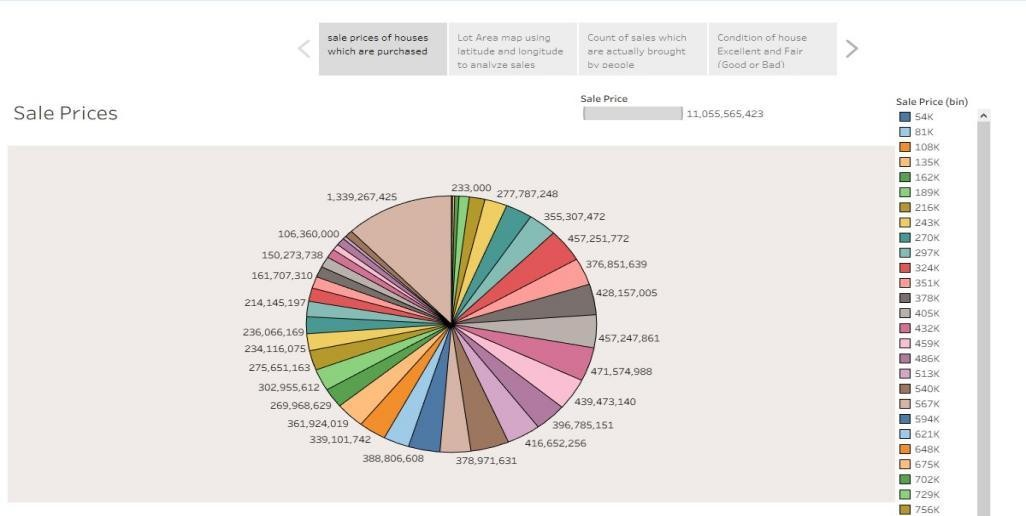 sale prices of houses
which are purchased
Lot Area map using
latitude and longitude
to analyze sales
Count of sales which
are actually brought
by people
Condition of house
Excellent and Fair
(Good or Bad)
Sale Prices
Sale Price
11,055,565,423
Sale Price (bin)
54K
81K
108K
135K
162K
189K
216K
243K
270K
297K
324K
351K
378K
405K
432K
459K
486K
513K
540K
567K
594K
621K
648K
675K
702K
729K
756K
233,000
277,787,248
355,307,472
457,251,772
376,851,639
428,157,005
457,247,861
471,574,988
439,473,140
396,785,151
416,652,256
378,971,631
388,806,608
339,101,742
361,924,019
269,968,629
302,955,612
275,651,163
234,116,075
236,066,169
214,145,197
161,707,310
150,273,738
106,360,000
1,339,267,425